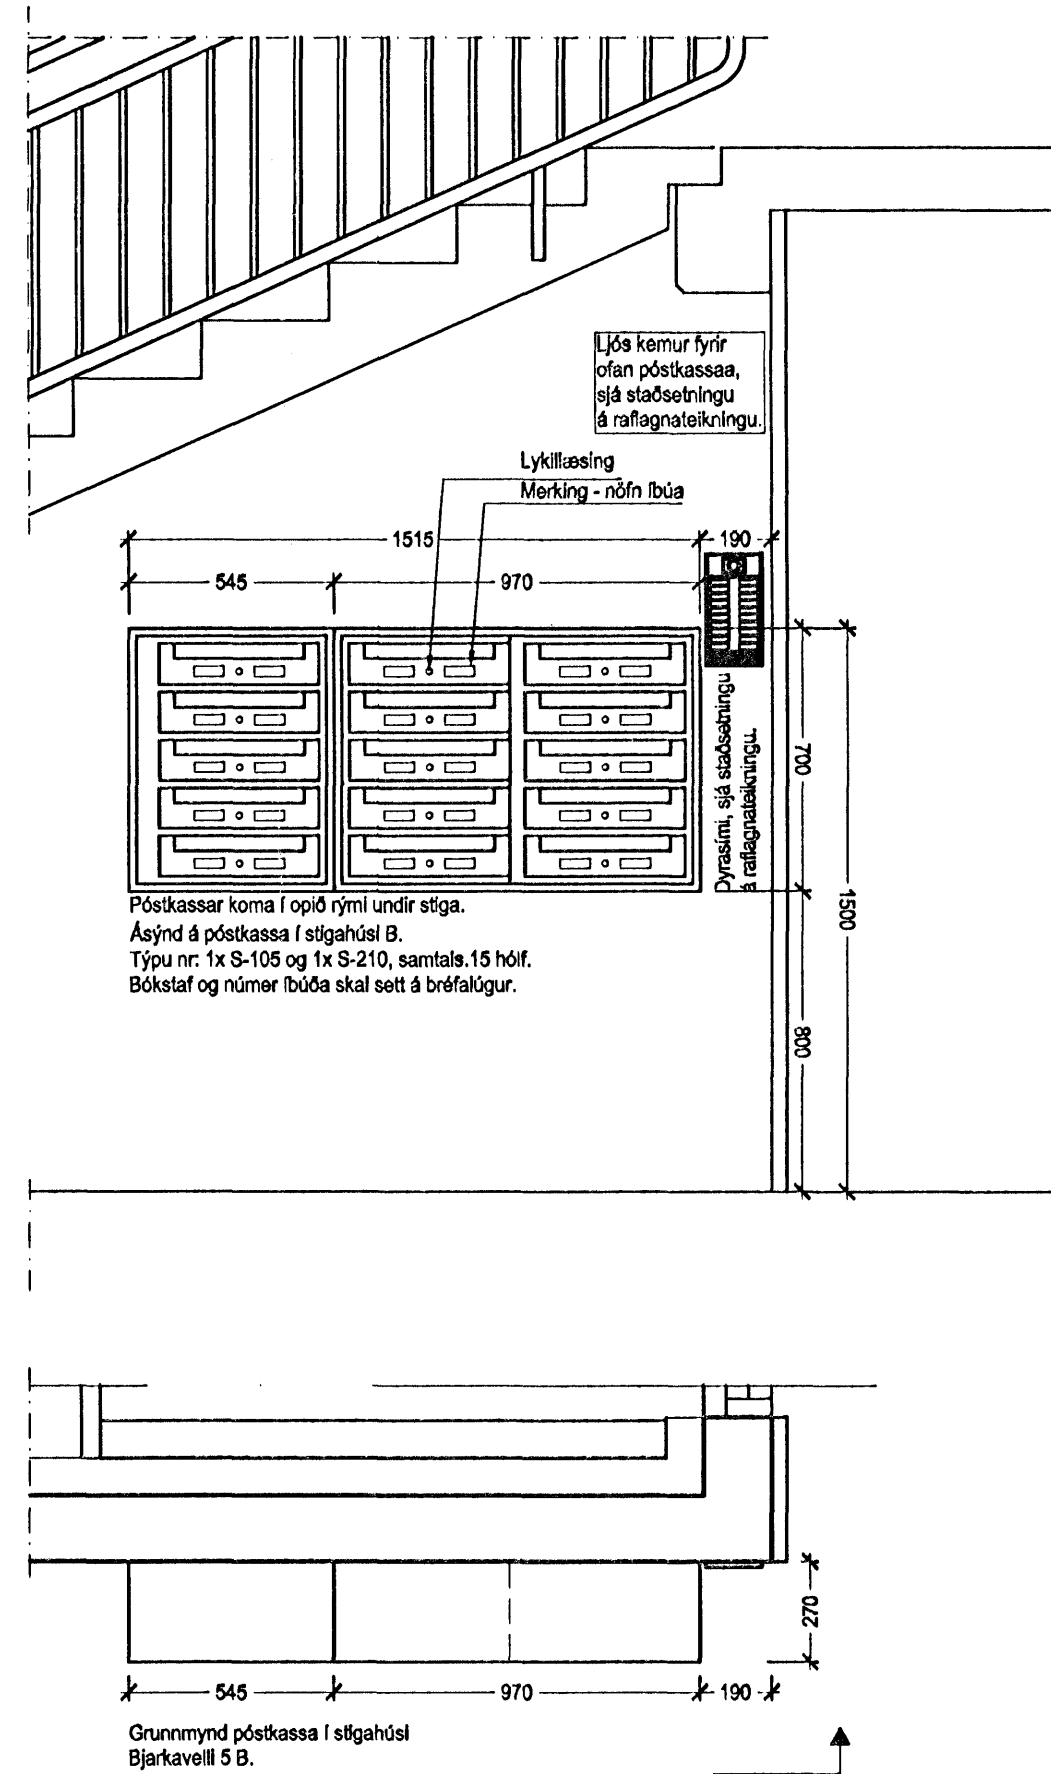 Ljós kemur fyrir
ofan póstkassaa,
sjá staðsetningu
á raflagnateikningu.
Lykillæsing
Merking - nöfn íbúa
1515
190
545
970
Dyrasími, sjá staðsetningu
á raflagnateikningu.
700
1500
800
Póstkassar koma í opið rými undir stiga.
Ásýnd á póstkassa í stigahúsi B.
Týpu nr: 1x S-105 og 1x S-210, samtals.15 hólf.
Bókstaf og númer íbúða skal sett á bréfalúgur.
270
545
970
190
Grunnmynd póstkassa í stigahúsi
Bjarkavelli 5 B.